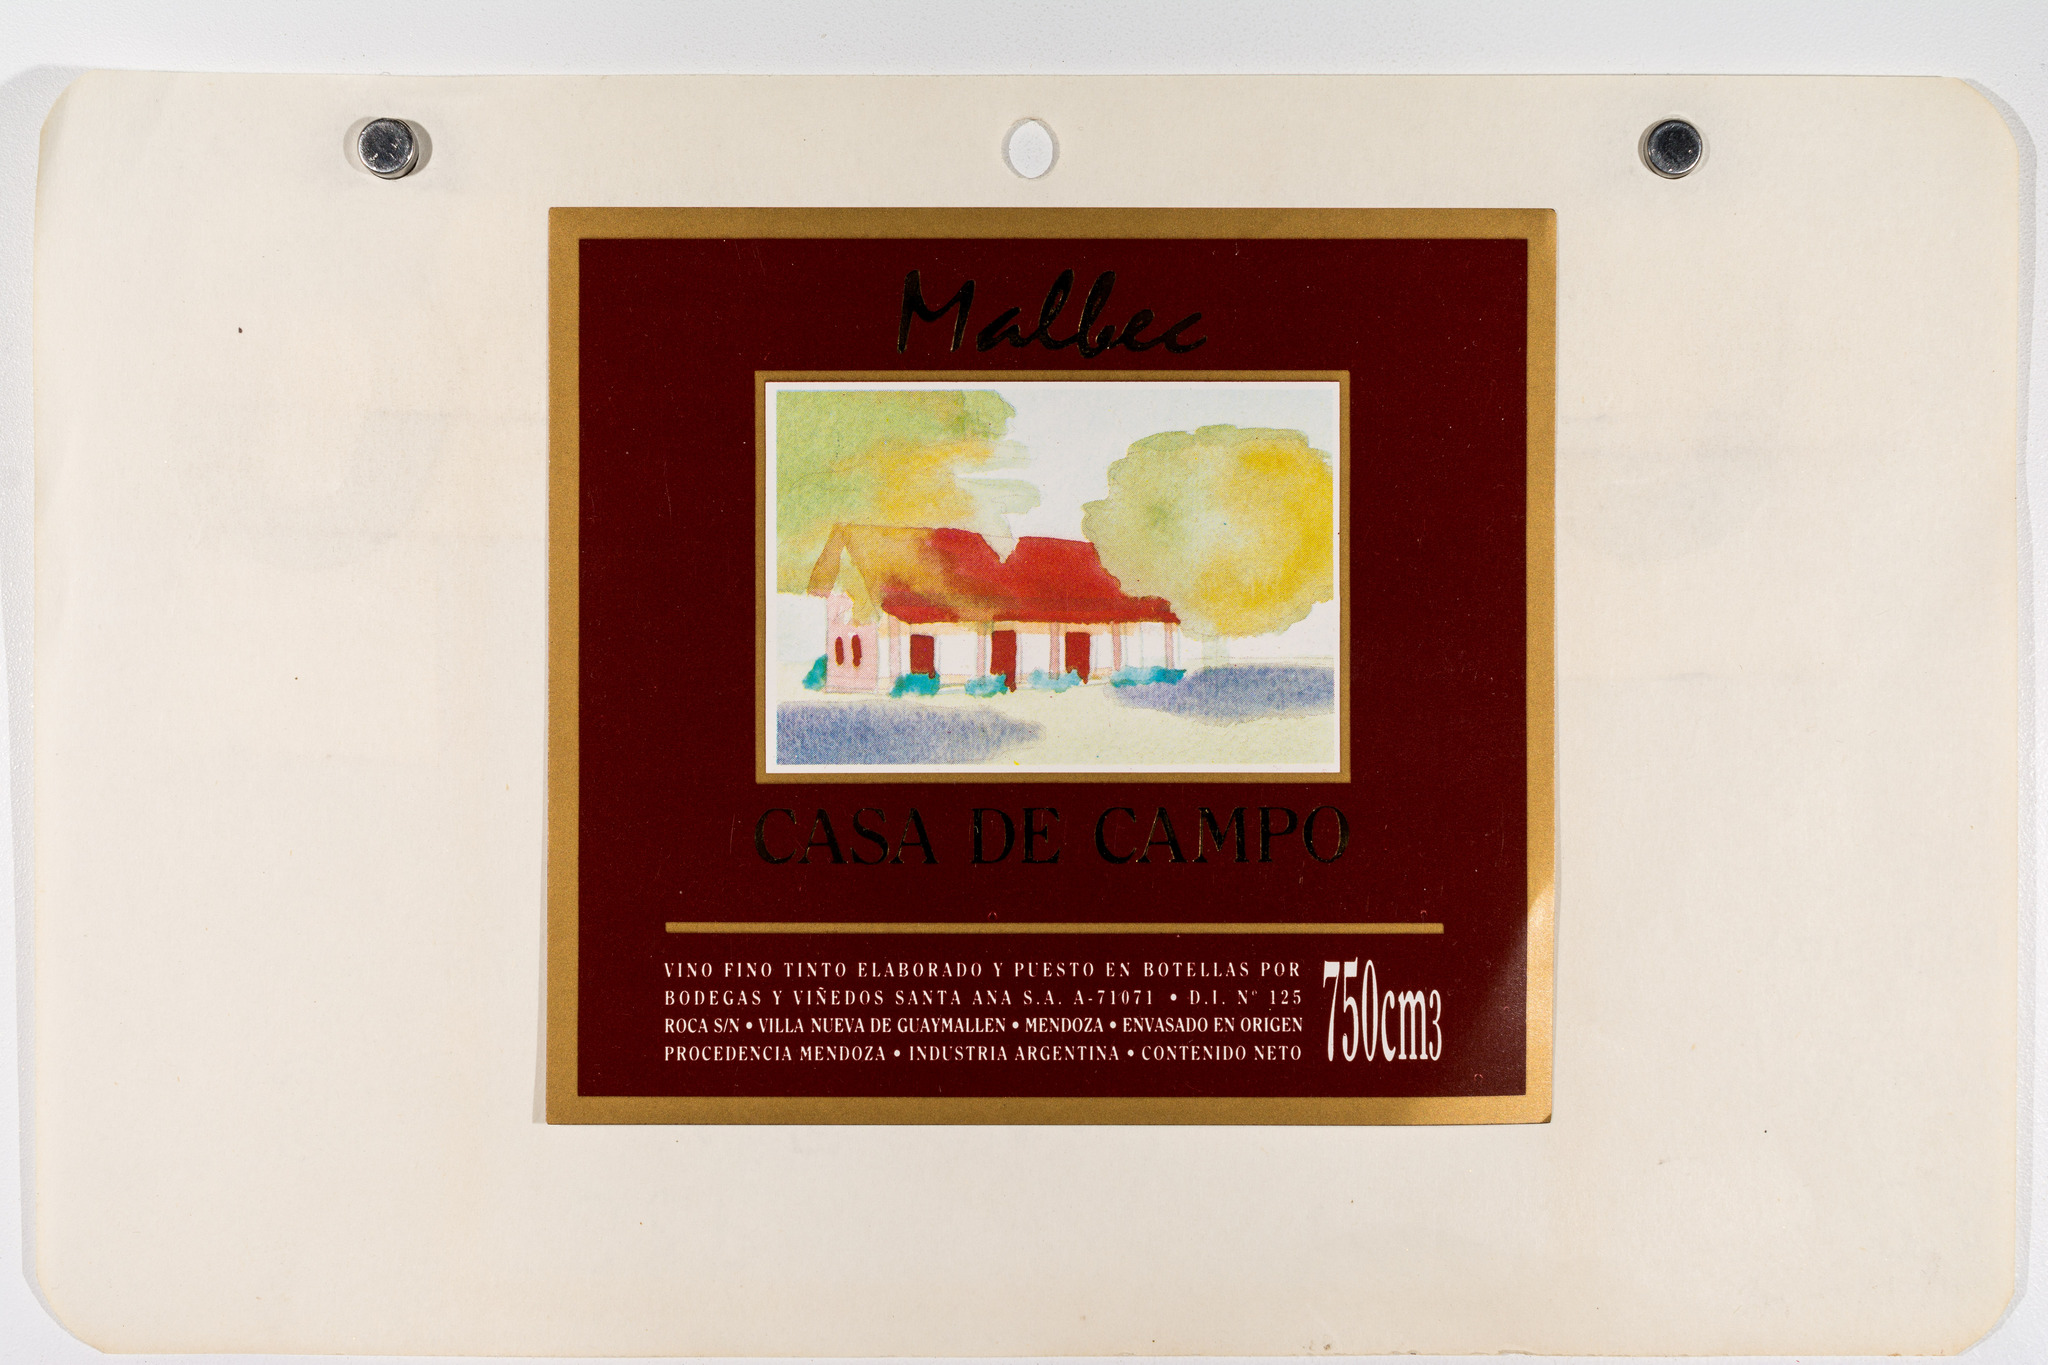 Malbec
CASA DE CAMPO
VINO FINO TINTO ELABORADO Y PUESTO EN BOTELLAS POR
BODEGAS Y VIÑEDOS SANTA ANA S.A. A-71071 • D.I. Nº 125
ROCA S/N • VILLA NUEVA DE GUAYMALLEN • MENDOZA • ENVASADO EN ORIGEN
PROCEDENCIA MENDOZA • INDUSTRIA ARGENTINA • CONTENIDO NETO
750cm3